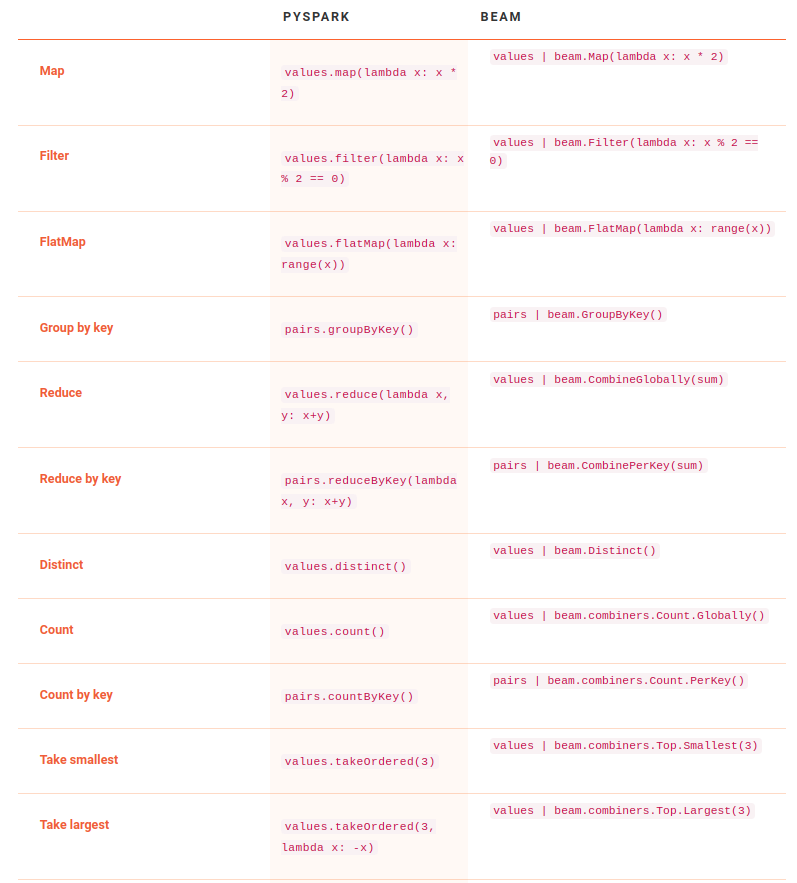 PYSPARK BEAM
Map
values.map(lambda x: x *
2)
values | beam.Map(lambda x: x * 2)
Filter
values.filter(lambda x: x
% 2 == 0)
values | beam.Filter(lambda x: x % 2 ==
0)
FlatMap
values.flatMap(lambda x:
range(x))
values | beam.FlatMap(lambda x: range(x))
Group by key
pairs.groupByKey()
pairs | beam.GroupByKey()
Reduce
values.reduce(lambda x,
y: x+y)
values | beam.CombineGlobally(sum)
Reduce by key
pairs.reduceByKey(lambda
x, y: x+y)
pairs | beam.CombinePerKey(sum)
Distinct
values.distinct()
values | beam.Distinct()
Count
values.count()
values | beam.combiners.Count.Globally()
Count by key
pairs.countByKey()
pairs | beam.combiners.Count.PerKey()
Take smallest
values.takeOrdered(3)
values | beam.combiners.Top.Smallest(3)
Take largest
values.takeOrdered(3,
lambda x: -x)
values | beam.combiners.Top.Largest(3)